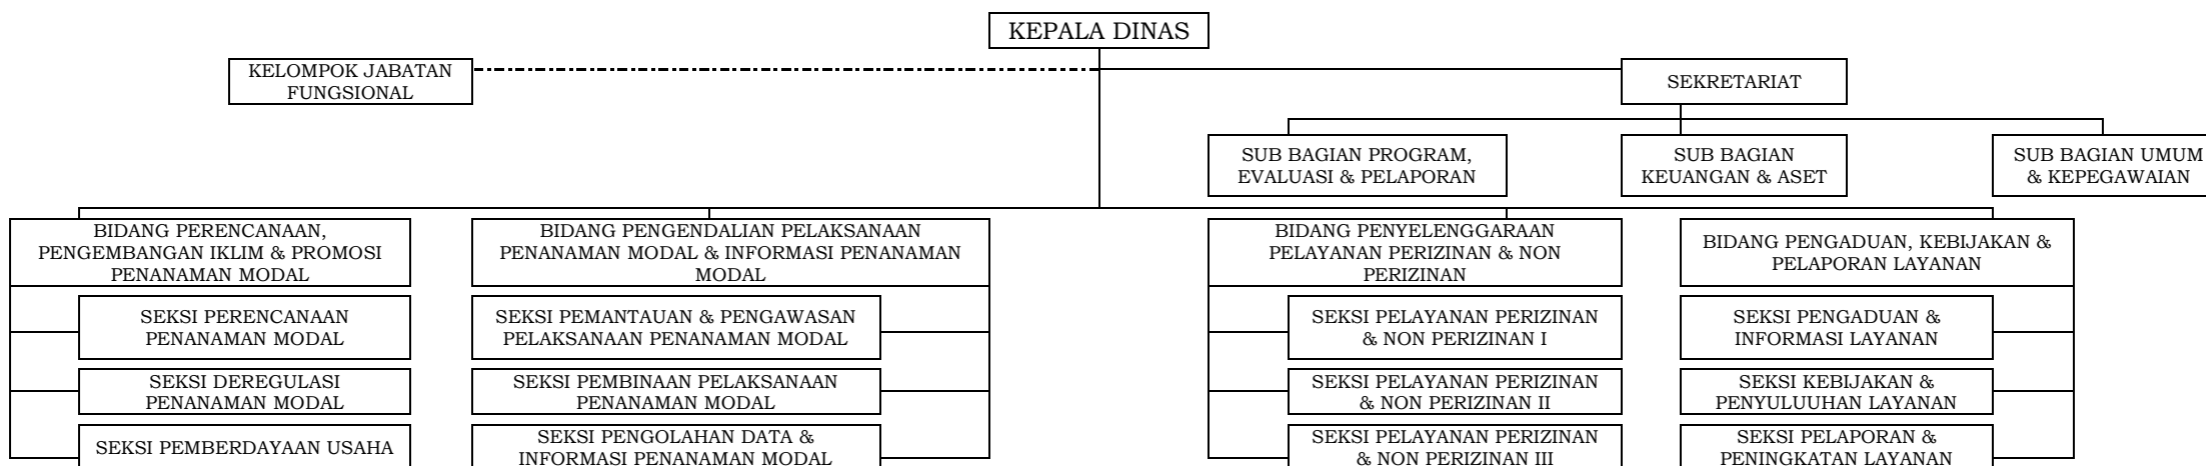 KEPALA DINAS
KELOMPOK JABATAN
FUNGSIONAL
SEKRETARIAT
SUB BAGIAN PROGRAM,
EVALUASI & PELAPORAN
SUB BAGIAN
KEUANGAN & ASET
SUB BAGIAN UMUM
& KEPEGAWAIAN
BIDANG PERENCANAAN,
PENGEMBANGAN IKLIM & PROMOSI
PENANAMAN MODAL
BIDANG PENGENDALIAN PELAKSANAAN
PENANAMAN MODAL & INFORMASI PENANAMAN
MODAL
BIDANG PENYELENGGARAAN
PELAYANAN PERIZINAN & NON
PERIZINAN
BIDANG PENGADUAN, KEBIJAKAN &
PELAPORAN LAYANAN
SEKSI PERENCANAAN
PENANAMAN MODAL
SEKSI PEMANTAUAN & PENGAWASAN
PELAKSANAAN PENANAMAN MODAL
SEKSI PELAYANAN PERIZINAN
& NON PERIZINAN I
SEKSI PENGADUAN &
INFORMASI LAYANAN
SEKSI DEREGULASI
PENANAMAN MODAL
SEKSI PEMBINAAN PELAKSANAAN
PENANAMAN MODAL
SEKSI PELAYANAN PERIZINAN
& NON PERIZINAN II
SEKSI KEBIJAKAN &
PENYULUUHAN LAYANAN
SEKSI PEMBERDAYAAN USAHA
SEKSI PENGOLAHAN DATA &
INFORMASI PENANAMAN MODAL
SEKSI PELAYANAN PERIZINAN
& NON PERIZINAN III
SEKSI PELAPORAN &
PENINGKATAN LAYANAN